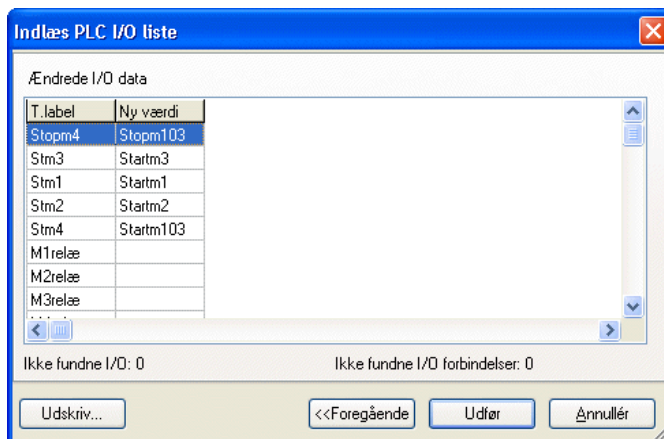 Indlæs PLC I/O liste
Ændrede I/O data
T.label Ny værdi
Stopm4 Stopm103
Stm3 Startm3
Stm1 Startm1
Stm2 Startm2
Stm4 Startm103
M1relæ
M2relæ
M3relæ
Ikke fundne I/O: 0 Ikke fundne I/O forbindelser: 0
Udskriv... <<Foregående Udfør Annullér